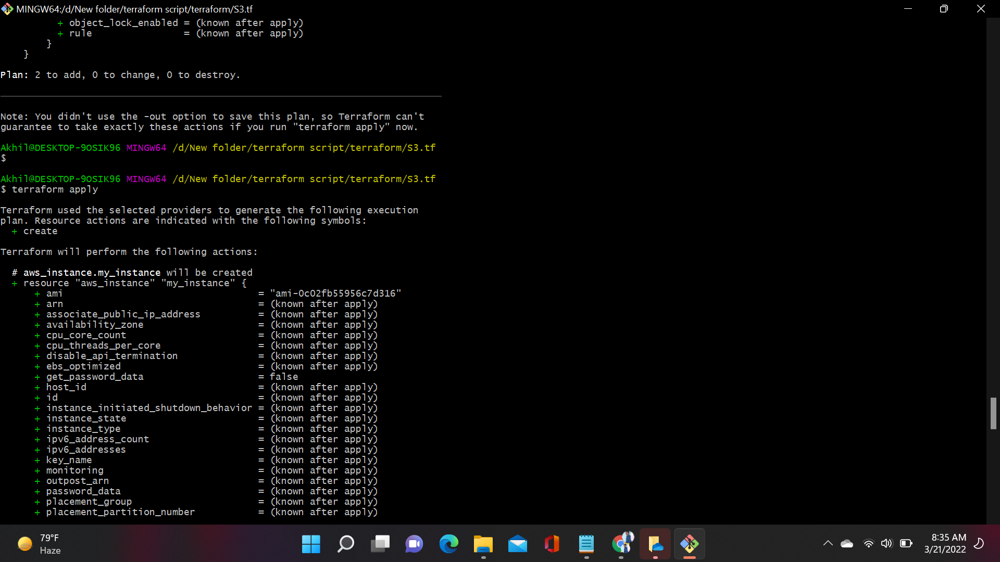 MINGW64:/d/New folder/terraform script/terraform/S3.tf
+ object_lock_enabled = (known after apply)
+ rule                = (known after apply)
}
}
Plan: 2 to add, 0 to change, 0 to destroy.
Note: You didn't use the -out option to save this plan, so Terraform can't
guarantee to take exactly these actions if you run "terraform apply" now.
Akhil@DESKTOP-9OSIK96 MINGW64 /d/New folder/terraform script/terraform/S3.tf
$
Akhil@DESKTOP-9OSIK96 MINGW64 /d/New folder/terraform script/terraform/S3.tf
$ terraform apply
Terraform used the selected providers to generate the following execution
plan. Resource actions are indicated with the following symbols:
+ create
Terraform will perform the following actions:
# aws_instance.my_instance will be created
+ resource "aws_instance" "my_instance" {
+ ami                                  = "ami-0c02fb55956c7d316"
+ arn                                  = (known after apply)
+ associate_public_ip_address          = (known after apply)
+ availability_zone                    = (known after apply)
+ cpu_core_count                       = (known after apply)
+ cpu_threads_per_core                 = (known after apply)
+ disable_api_termination              = (known after apply)
+ ebs_optimized                        = (known after apply)
+ get_password_data                    = false
+ host_id                              = (known after apply)
+ id                                   = (known after apply)
+ instance_initiated_shutdown_behavior = (known after apply)
+ instance_state                       = (known after apply)
+ instance_type                        = (known after apply)
+ ipv6_address_count                   = (known after apply)
+ ipv6_addresses                       = (known after apply)
+ key_name                             = (known after apply)
+ monitoring                           = (known after apply)
+ outpost_arn                          = (known after apply)
+ password_data                        = (known after apply)
+ placement_group                      = (known after apply)
+ placement_partition_number           = (known after apply)
79°F
Haze
8:35 AM
3/21/2022